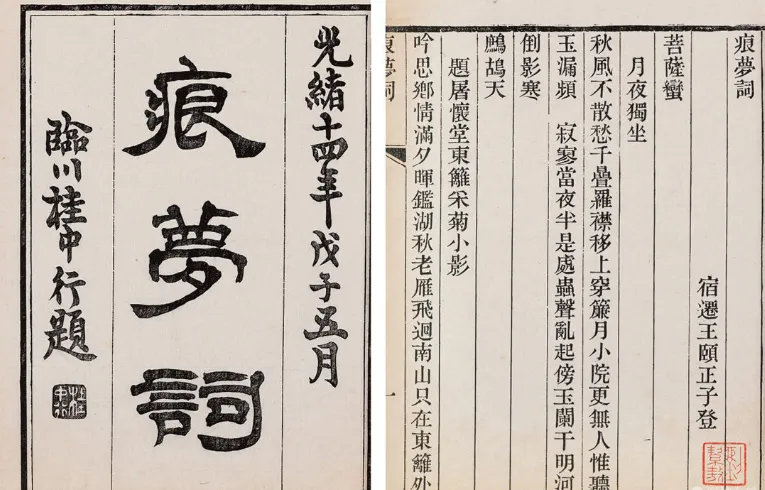 光緒十四年戊子五月
痕夢詞
臨川桂中行題
痕夢詞
宿遷王頤正子登
菩薩蠻
月夜獨坐
秋風不散愁千疊羅襟移上穿簾月小院更無人惟聽
玉漏頻　寂寥當夜半是處蟲聲亂起傍玉闌干明河
倒影寒
鷓鴣天
題屠懷堂東籬采菊小影
吟思鄉情滿夕暉鑑湖秋老雁飛迴南山只在東籬外
痕夢詞
一